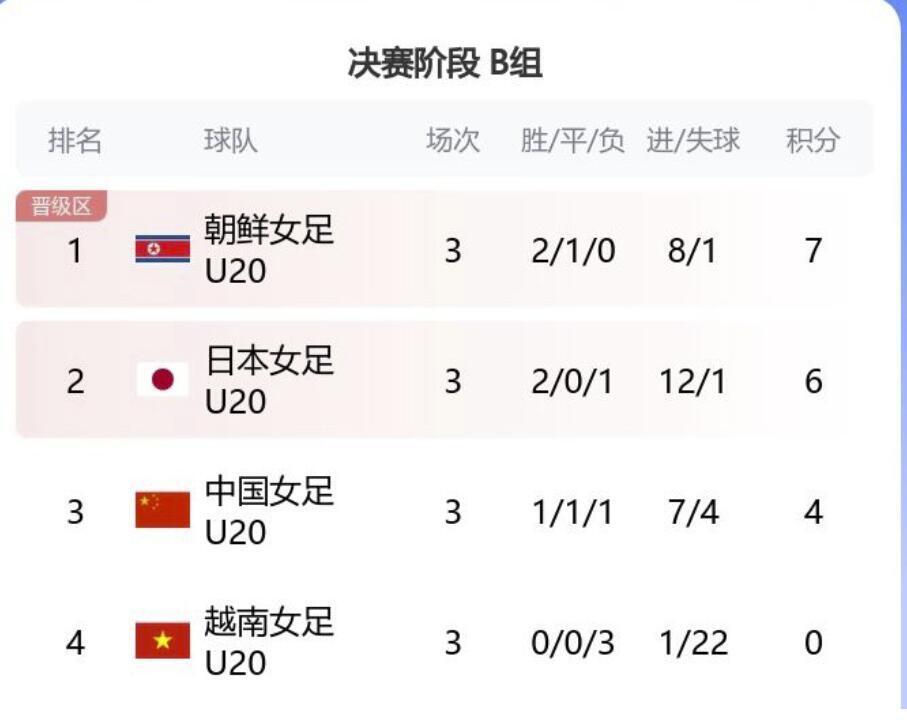 决赛阶段 B组
排名 球队 场次 胜/平/负 进/失球 积分
晋级区
1 朝鲜女足 U20 3 2/1/0 8/1 7
2 日本女足 U20 3 2/0/1 12/1 6
3 中国女足 U20 3 1/1/1 7/4 4
4 越南女足 U20 3 0/0/3 1/22 0